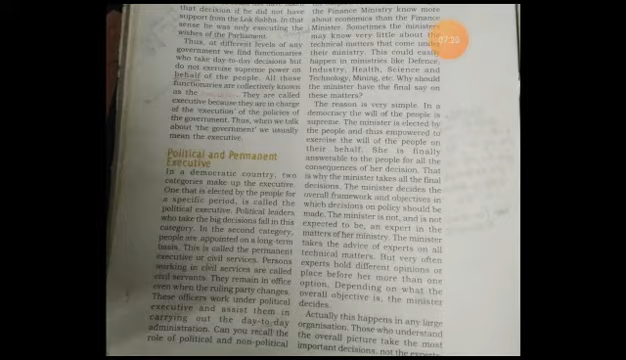 that decision if he did not have
support from the Lok Sabha. In that
sense he was only executing the
wishes of the Parliament.
Thus, at different levels of any
government we find functionaries
who take day-to-day decisions but
do not exercise supreme power on
behalf of the people. All those
functionaries are collectively known
as the executive. They are called
executive because they are in charge
of the 'execution' of the policies of
the government. Thus, when we talk
about 'the government' we usually
mean the executive.
Political and Permanent
Executive
In a democratic country, two
categories make up the executive.
One that is elected by the people for
a specific period, is called the
political executive. Political leaders
who take the big decisions fall in this
category. In the second category,
people are appointed on a long-term
basis. This is called the permanent
executive or civil services. Persons
working in civil services are called
civil servants. They remain in office
even when the ruling party changes.
These officers work under political
executive and assist them in
carrying out the day-to-day
administration. Can you recall the
role of political and non-political
the Finance Ministry know more
about economics than the Finance
Minister. Sometimes the ministers
may know very little about the
technical matters that come under
their ministry. This could easily
happen in ministries like Defence,
Industry, Health, Science and
Technology, Mining, etc. Why should
the minister have the final say on
these matters?
The reason is very simple. In a
democracy the will of the people is
supreme. The minister is elected by
the people and thus empowered to
exercise the will of the people on
their behalf. She is finally
answerable to the people for all the
consequences of her decision. That
is why the minister takes all the final
decisions. The minister decides the
overall framework and objectives in
which decisions on policy should be
made. The minister is not, and is not
expected to be, an expert in the
matters of her ministry. The minister
takes the advice of experts on all
technical matters. But very often
experts hold different opinions or
place before her more than one
option. Depending on what the
overall objective is, the minister
decides.
Actually this happens in any large
organisation. Those who understand
the overall picture take the most
important decisions, not the experts
07:20